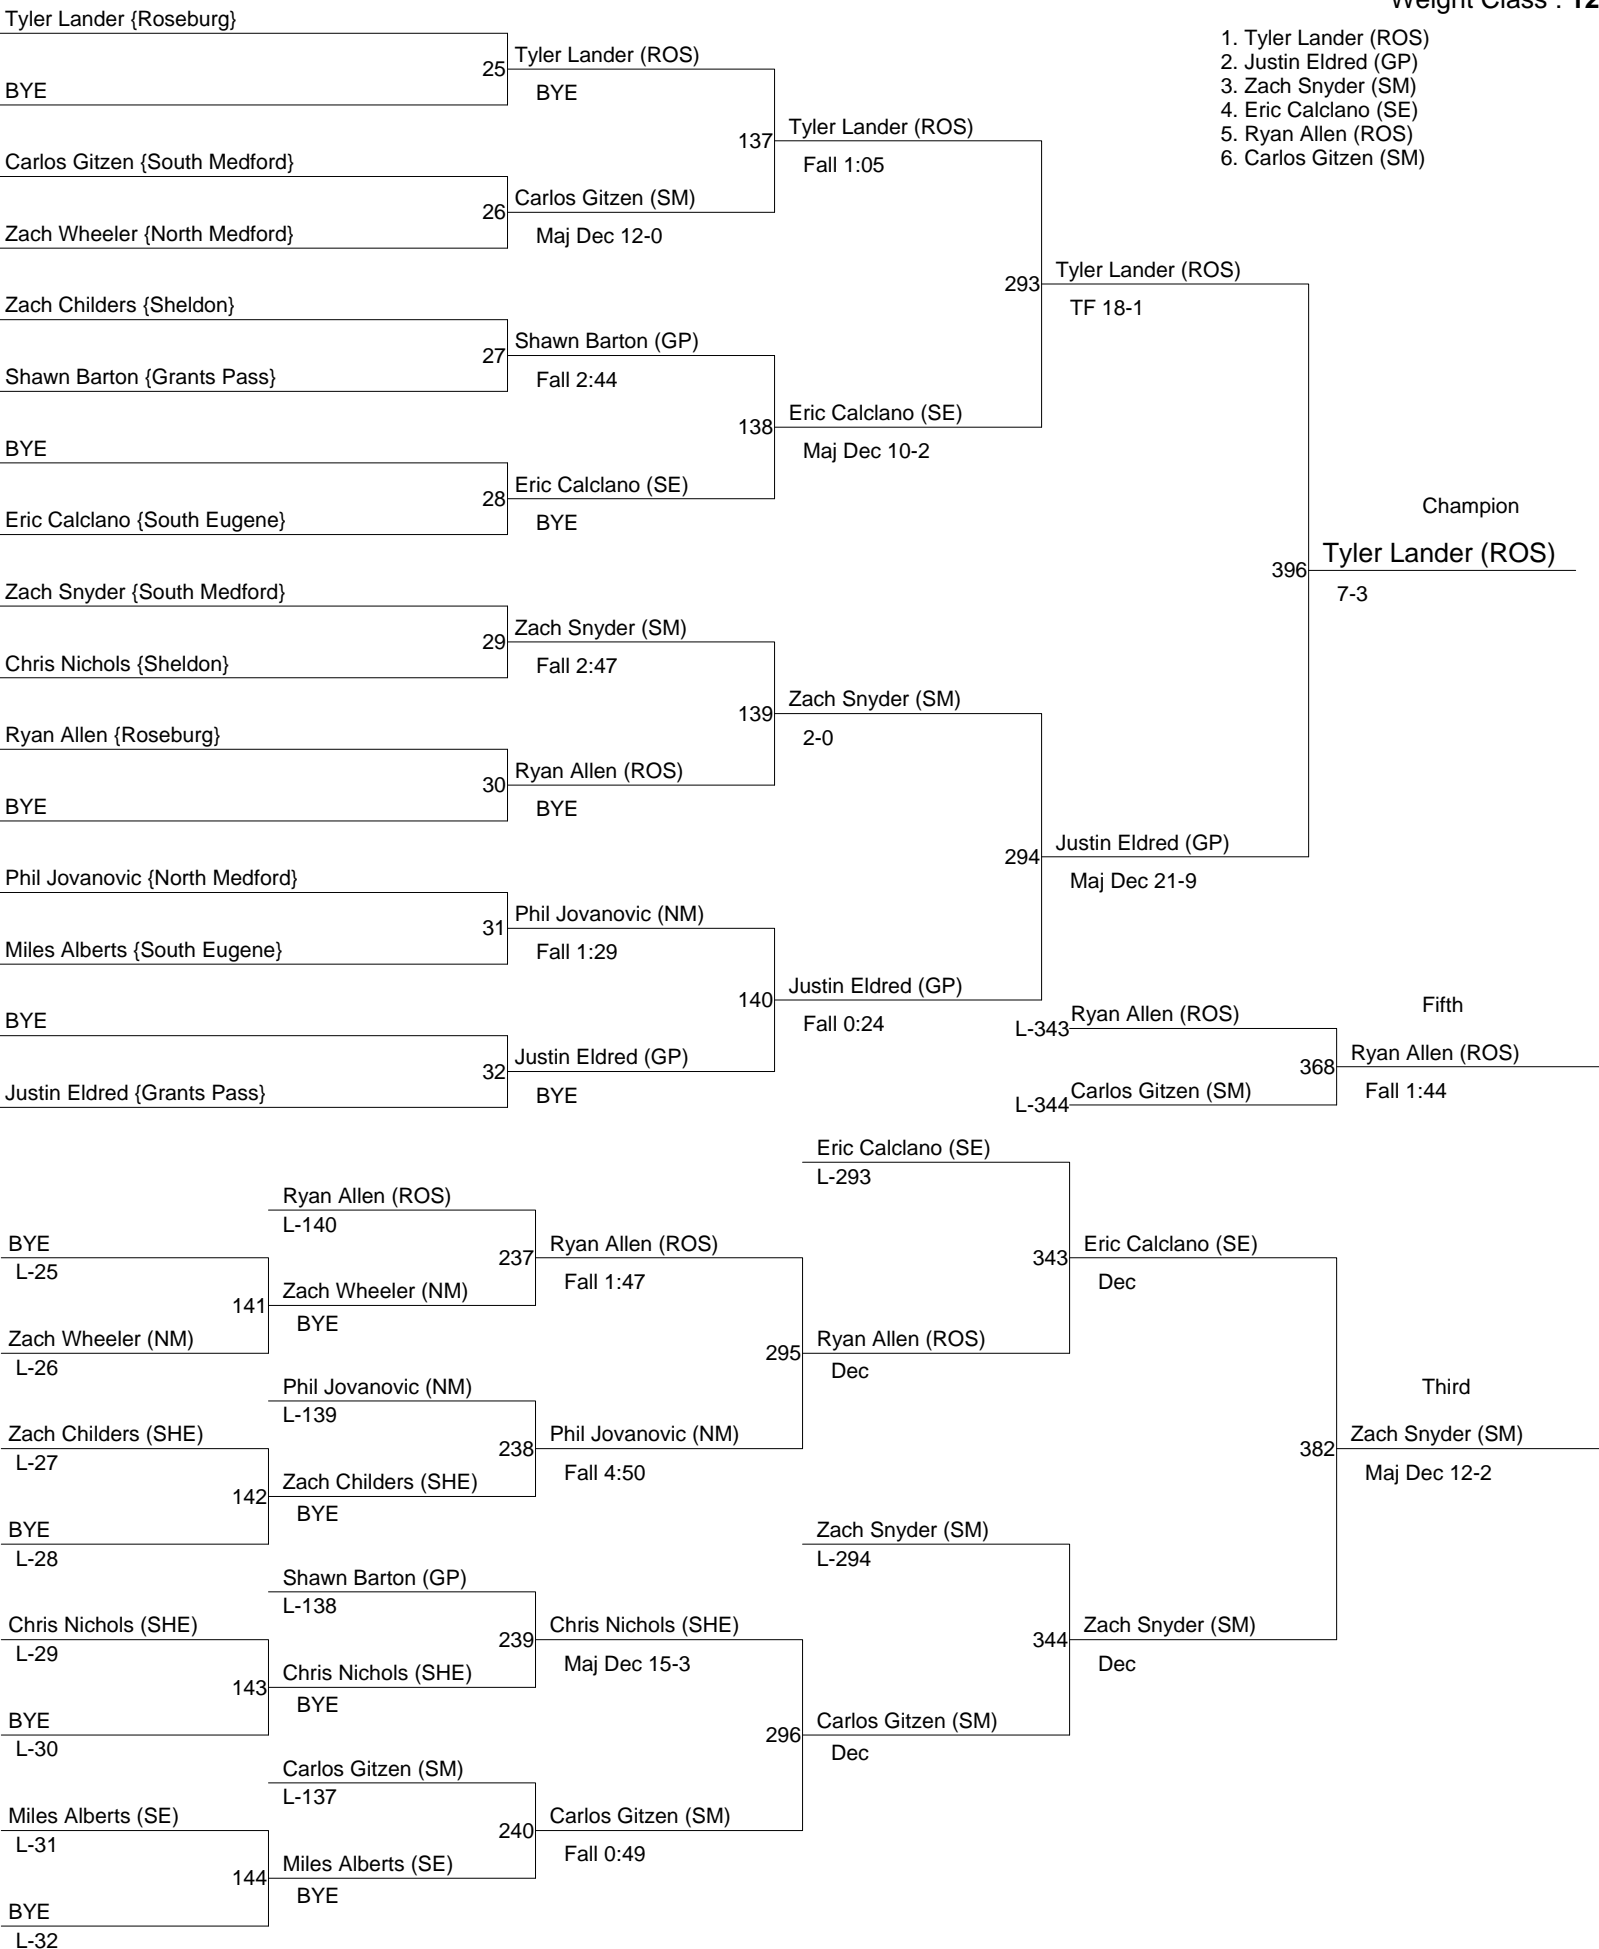 Weight Class : 12
Tyler Lander {Roseburg}
BYE
Carlos Gitzen {South Medford}
Zach Wheeler {North Medford}
Zach Childers {Sheldon}
Shawn Barton {Grants Pass}
BYE
Eric Calclano {South Eugene}
Zach Snyder {South Medford}
Chris Nichols {Sheldon}
Ryan Allen {Roseburg}
BYE
Phil Jovanovic {North Medford}
Miles Alberts {South Eugene}
BYE
Justin Eldred {Grants Pass}
25 Tyler Lander (ROS)
BYE
26 Carlos Gitzen (SM)
Maj Dec 12-0
27 Shawn Barton (GP)
Fall 2:44
28 Eric Calclano (SE)
BYE
29 Zach Snyder (SM)
Fall 2:47
30 Ryan Allen (ROS)
BYE
31 Phil Jovanovic (NM)
Fall 1:29
32 Justin Eldred (GP)
BYE
137 Tyler Lander (ROS)
Fall 1:05
138 Eric Calclano (SE)
Maj Dec 10-2
139 Zach Snyder (SM)
2-0
140 Justin Eldred (GP)
Fall 0:24
293 Tyler Lander (ROS)
TF 18-1
294 Justin Eldred (GP)
Maj Dec 21-9
1. Tyler Lander (ROS)
2. Justin Eldred (GP)
3. Zach Snyder (SM)
4. Eric Calclano (SE)
5. Ryan Allen (ROS)
6. Carlos Gitzen (SM)
Champion
396 Tyler Lander (ROS)
7-3
Fifth
L-343 Ryan Allen (ROS)
L-344 Carlos Gitzen (SM)
368 Ryan Allen (ROS)
Fall 1:44
BYE
L-25
Zach Wheeler (NM)
L-26
Zach Childers (SHE)
L-27
BYE
L-28
Chris Nichols (SHE)
L-29
BYE
L-30
Miles Alberts (SE)
L-31
BYE
L-32
Ryan Allen (ROS)
L-140
141 Zach Wheeler (NM)
BYE
Phil Jovanovic (NM)
L-139
142 Zach Childers (SHE)
BYE
Shawn Barton (GP)
L-138
143 Chris Nichols (SHE)
BYE
Carlos Gitzen (SM)
L-137
144 Miles Alberts (SE)
BYE
237 Ryan Allen (ROS)
Fall 1:47
238 Phil Jovanovic (NM)
Fall 4:50
239 Chris Nichols (SHE)
Maj Dec 15-3
240 Carlos Gitzen (SM)
Fall 0:49
Eric Calclano (SE)
L-293
295 Ryan Allen (ROS)
Dec
Zach Snyder (SM)
L-294
296 Carlos Gitzen (SM)
Dec
343 Eric Calclano (SE)
Dec
344 Zach Snyder (SM)
Dec
Third
382 Zach Snyder (SM)
Maj Dec 12-2